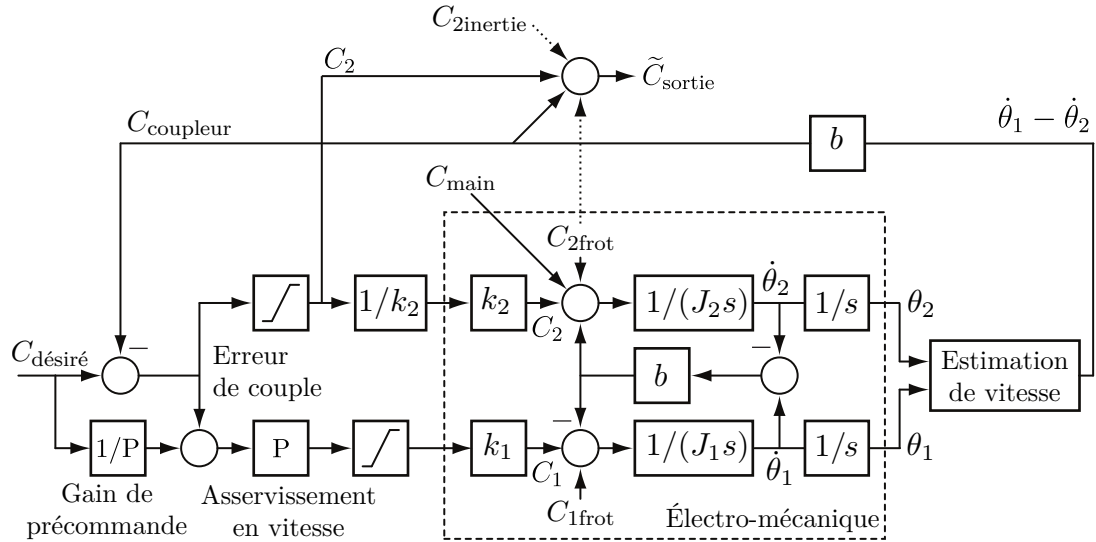 C2inertie
C2
C̃sortie
Ccoupleur
b
θ̇1 − θ̇2
Cmain
C2frot
1/k2
k2
C2
1/(J2s)
θ̇2
1/s
θ2
Cdésiré
−
Erreur
de couple
b
−
Estimation
de vitesse
1/P
P
k1
−
C1
1/(J1s)
θ̇1
1/s
θ1
Gain de
précommande
Asservissement
en vitesse
C1frot
Électro-mécanique